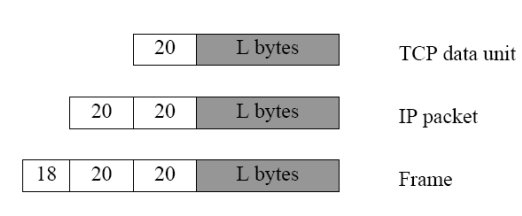 20 L bytes TCP data unit
20 20 L bytes IP packet
18 20 20 L bytes Frame